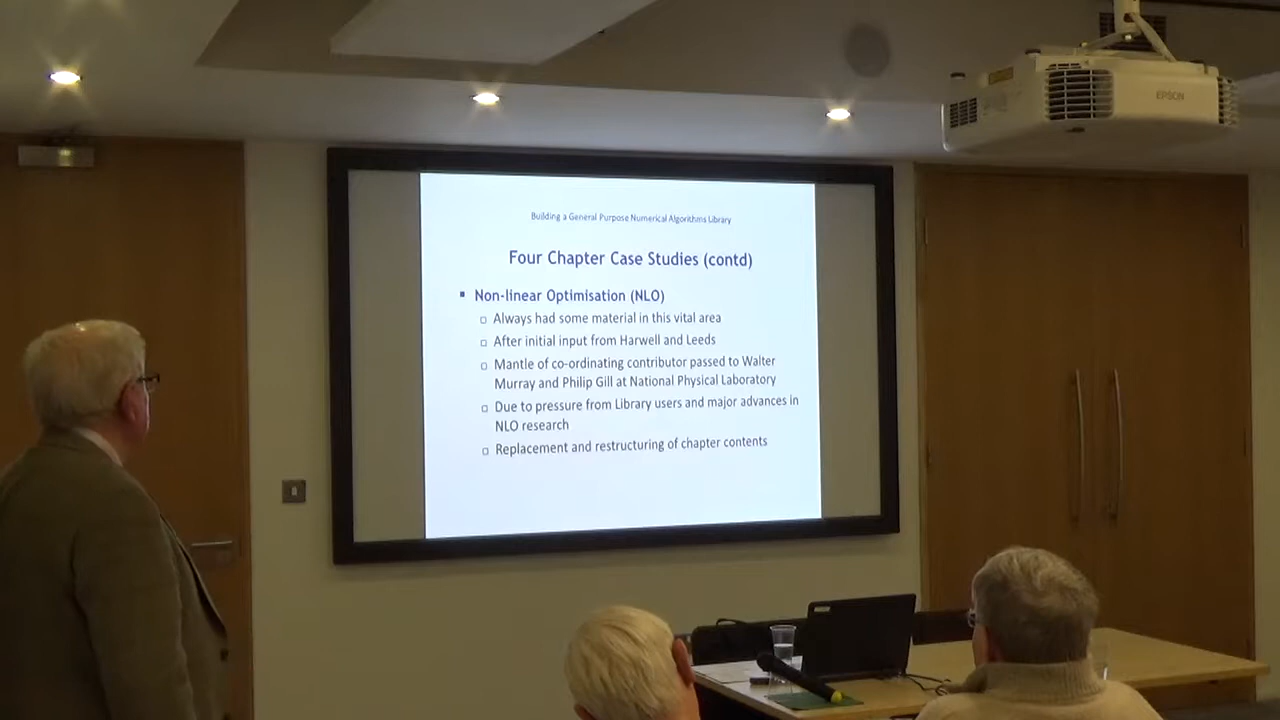 EPSON
Building a General Purpose Numerical Algorithms Library
Four Chapter Case Studies (contd)
Non-linear Optimisation (NLO)
Always had some material in this vital area
After initial input from Harwell and Leeds
Mantle of co-ordinating contributor passed to Walter
Murray and Philip Gill at National Physical Laboratory
Due to pressure from Library users and major advances in
NLO research
Replacement and restructuring of chapter contents